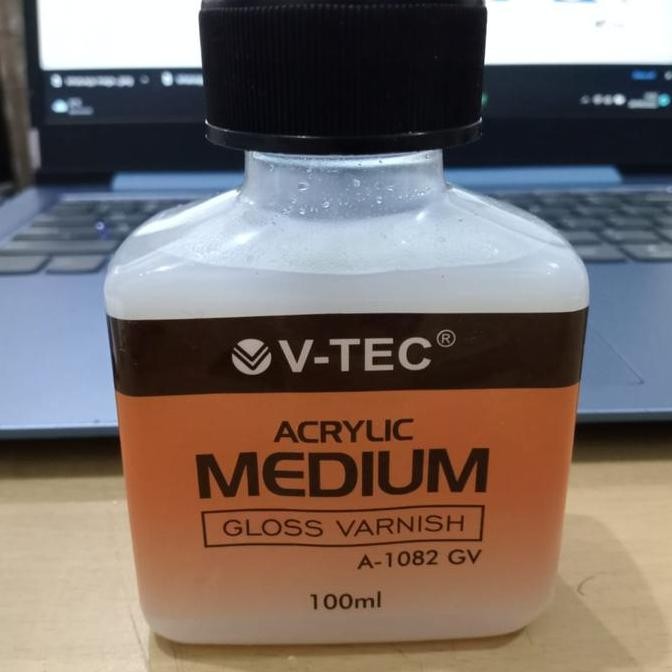 V-TEC®
ACRYLIC
MEDIUM
GLOSS VARNISH
A-1082 GV
100ml